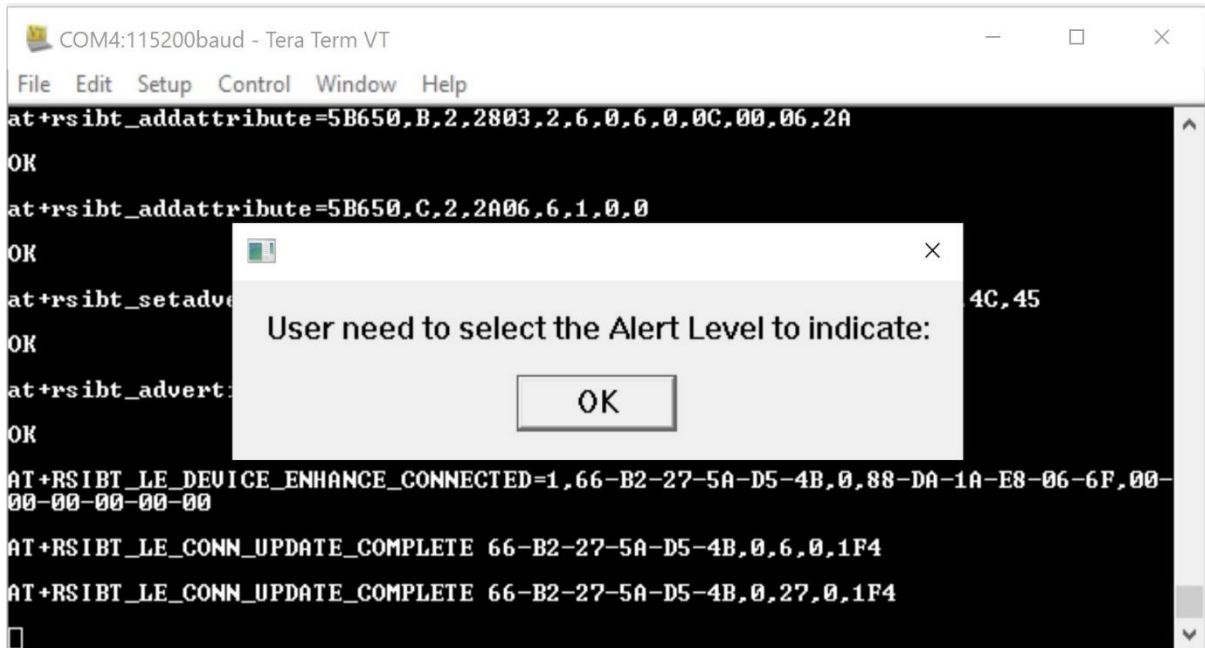 COM4:115200baud - Tera Term VT
File Edit Setup Control Window Help
at+rsibt_addattribute=5B650,B,2,2803,2,6,0,6,0,0C,00,06,2A
OK
at+rsibt_addattribute=5B650,C,2,2A06,6,1,0,0
OK
at+rsibt_setadve 4C,45
OK
at+rsibt_adverti
OK
User need to select the Alert Level to indicate:
OK
AT+RSIBT_LE_DEVICE_ENHANCE_CONNECTED=1,66-B2-27-5A-D5-4B,0,88-DA-1A-E8-06-6F,00-
00-00-00-00-00
AT+RSIBT_LE_CONN_UPDATE_COMPLETE 66-B2-27-5A-D5-4B,0,6,0,1F4
AT+RSIBT_LE_CONN_UPDATE_COMPLETE 66-B2-27-5A-D5-4B,0,27,0,1F4